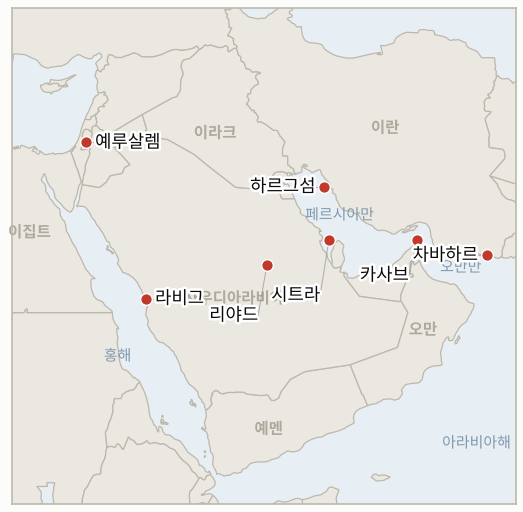 이란
이라크
예루살렘
하르그섬
페르시아만
이집트
차바하르
오만만
카사브
시트라
라비그
사우디아라비아
리야드
오만
홍해
예멘
아라비아해